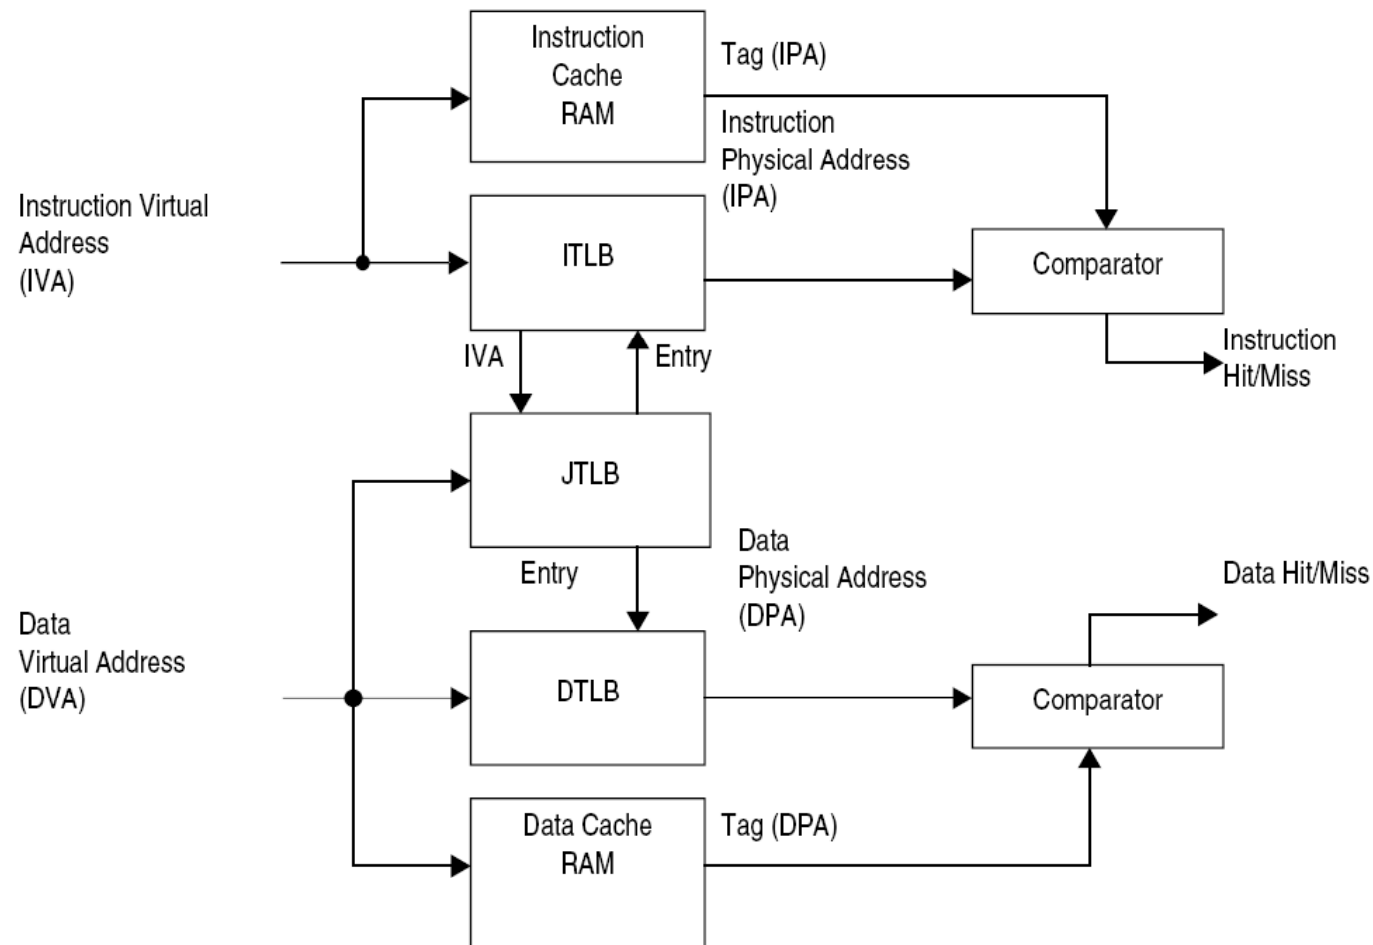 Instruction
Cache
RAM
Tag (IPA)
Instruction
Physical Address
(IPA)
Instruction Virtual
Address
(IVA)
ITLB
Comparator
IVA
Entry
Instruction
Hit/Miss
JTLB
Entry
Data
Physical Address
(DPA)
Data Hit/Miss
Data
Virtual Address
(DVA)
DTLB
Comparator
Data Cache
RAM
Tag (DPA)